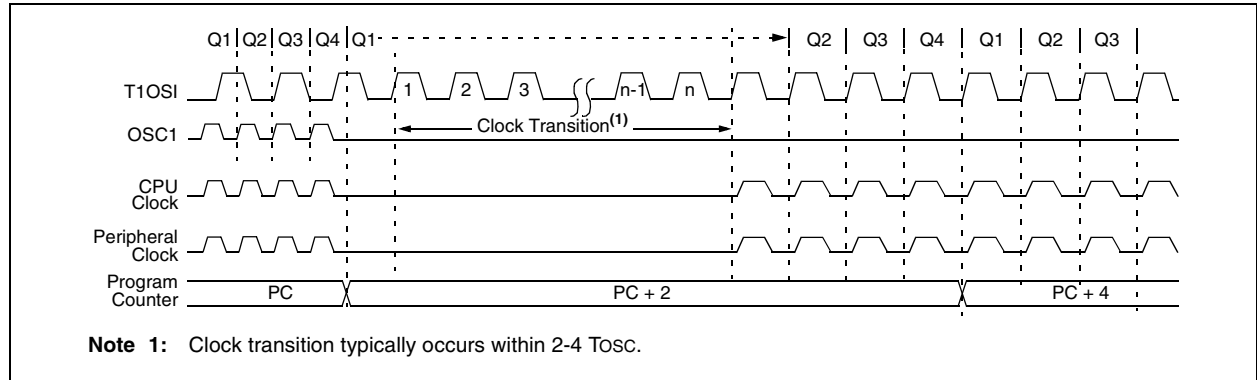 Q1 Q2 Q3 Q4 Q1 Q2 Q3 Q4 Q1 Q2 Q3
T1OSI 1 2 3 n-1 n
OSC1 Clock Transition(1)
CPU
Clock
Peripheral
Clock
Program
Counter PC PC + 2 PC + 4
Note 1: Clock transition typically occurs within 2-4 TOSC.